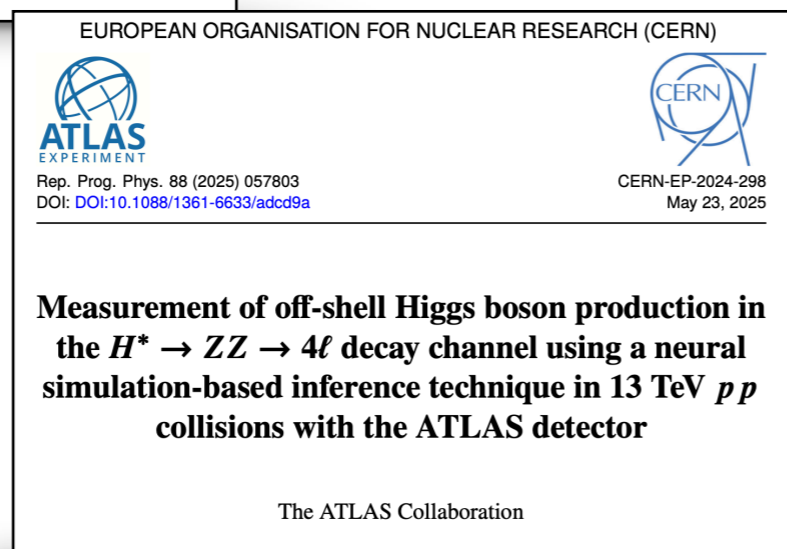 EUROPEAN ORGANISATION FOR NUCLEAR RESEARCH (CERN)
ATLAS
EXPERIMENT
CERN
Rep. Prog. Phys. 88 (2025) 057803
DOI: DOI:10.1088/1361-6633/adcd9a
CERN-EP-2024-298
May 23, 2025
Measurement of off-shell Higgs boson production in
the H* → ZZ → 4ℓ decay channel using a neural
simulation-based inference technique in 13 TeV pp
collisions with the ATLAS detector
The ATLAS Collaboration